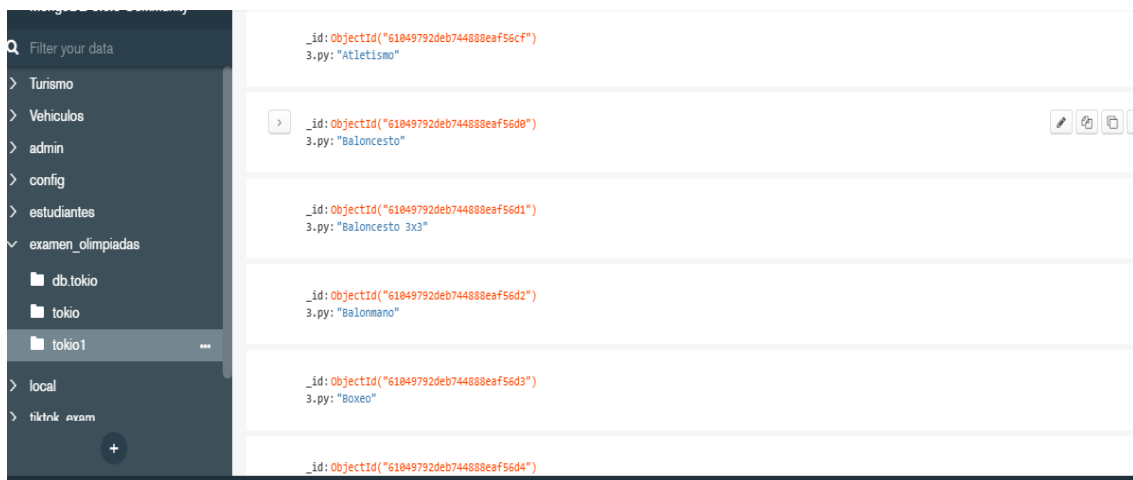 Filter your data
Turismo
Vehiculos
admin
config
estudiantes
examen_olimpiadas
db.tokio
tokio
tokio1
local
tiktok_exam
_id:ObjectId("61049792deb744888eaf56cf")
3.py:"Atletismo"
_id:ObjectId("61049792deb744888eaf56d0")
3.py:"Baloncesto"
_id:ObjectId("61049792deb744888eaf56d1")
3.py:"Baloncesto 3x3"
_id:ObjectId("61049792deb744888eaf56d2")
3.py:"Balonmano"
_id:ObjectId("61049792deb744888eaf56d3")
3.py:"Boxeo"
_id:ObjectId("61049792deb744888eaf56d4")